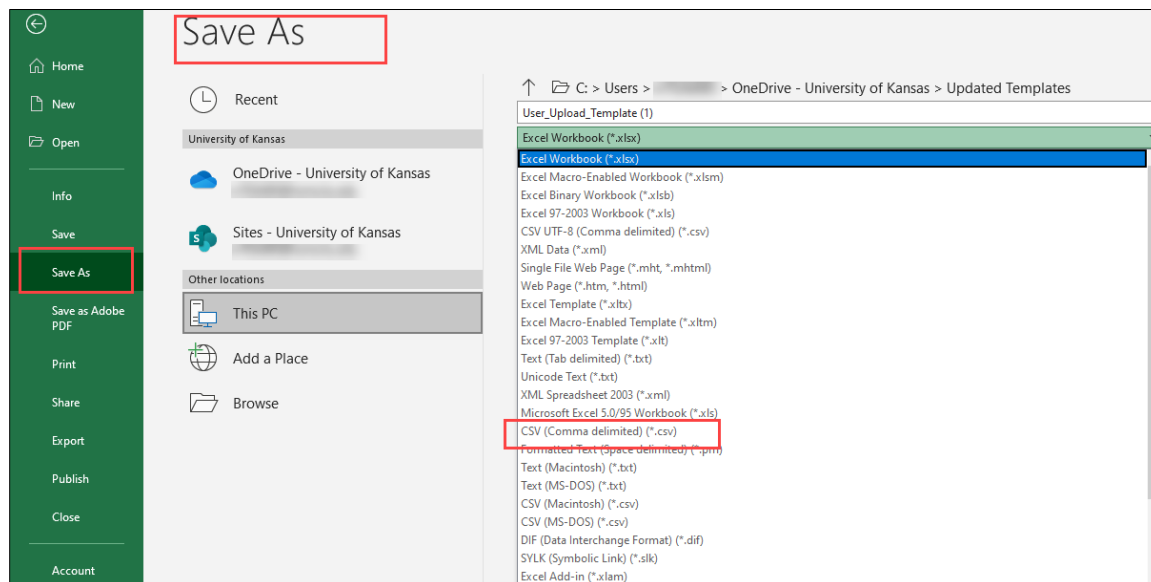 Save As
Home
New
Open
Info
Save
Save As
Save as Adobe
PDF
Print
Share
Export
Publish
Close
Account
Recent
University of Kansas
OneDrive - University of Kansas
Sites - University of Kansas
Other locations
This PC
Add a Place
Browse
C: > Users > > OneDrive - University of Kansas > Updated Templates
User_Upload_Template (1)
Excel Workbook (*.xlsx)
Excel Workbook (*.xlsx)
Excel Macro-Enabled Workbook (*.xlsm)
Excel Binary Workbook (*.xlsb)
Excel 97-2003 Workbook (*.xls)
CSV UTF-8 (Comma delimited) (*.csv)
XML Data (*.xml)
Single File Web Page (*.mht, *.mhtml)
Web Page (*.htm, *.html)
Excel Template (*.xltx)
Excel Macro-Enabled Template (*.xltm)
Excel 97-2003 Template (*.xlt)
Text (Tab delimited) (*.txt)
Unicode Text (*.txt)
XML Spreadsheet 2003 (*.xml)
Microsoft Excel 5.0/95 Workbook (*.xls)
CSV (Comma delimited) (*.csv)
Formatted Text (Space delimited) (*.prn)
Text (Macintosh) (*.txt)
Text (MS-DOS) (*.txt)
CSV (Macintosh) (*.csv)
CSV (MS-DOS) (*.csv)
DIF (Data Interchange Format) (*.dif)
SYLK (Symbolic Link) (*.slk)
Excel Add-in (*.xlam)